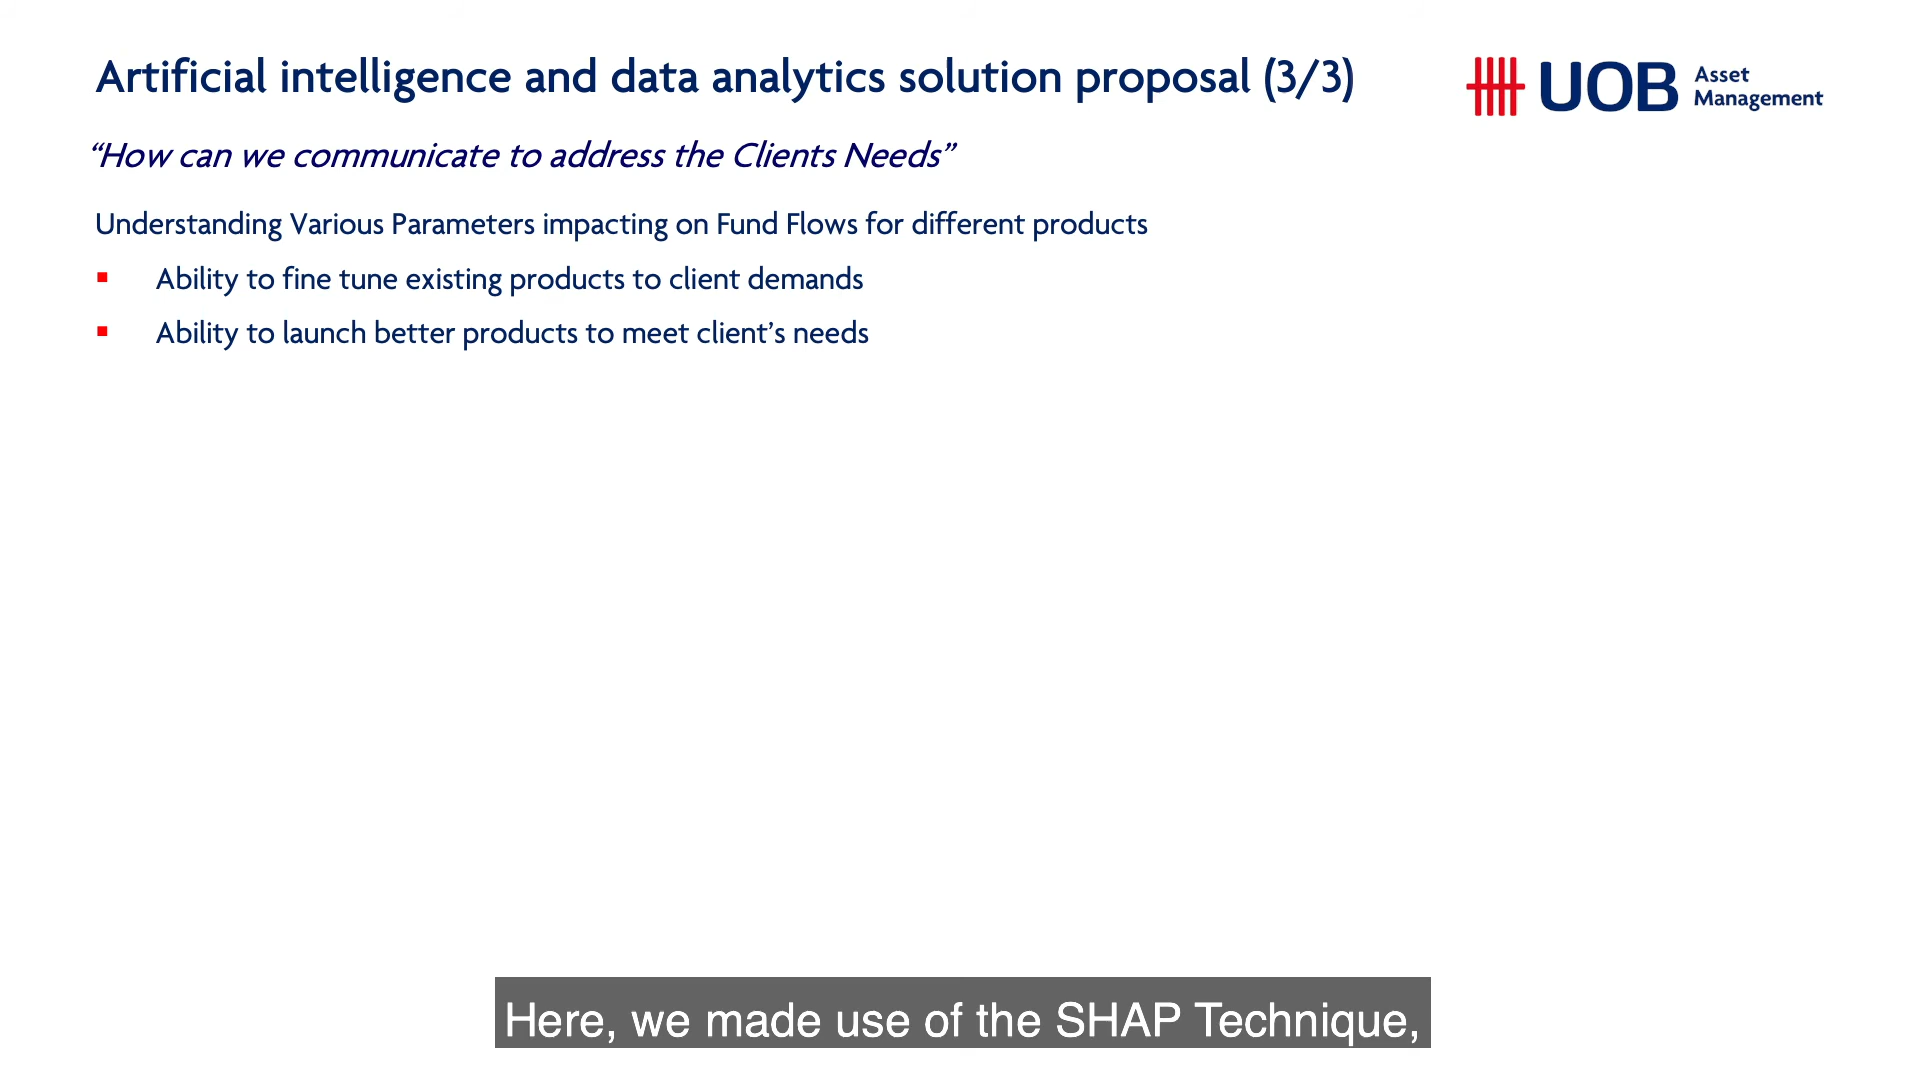 Artificial intelligence and data analytics solution proposal (3/3)
UOB Asset Management
“How can we communicate to address the Clients Needs”
Understanding Various Parameters impacting on Fund Flows for different products
▪ Ability to fine tune existing products to client demands
▪ Ability to launch better products to meet client’s needs
Here, we made use of the SHAP Technique,